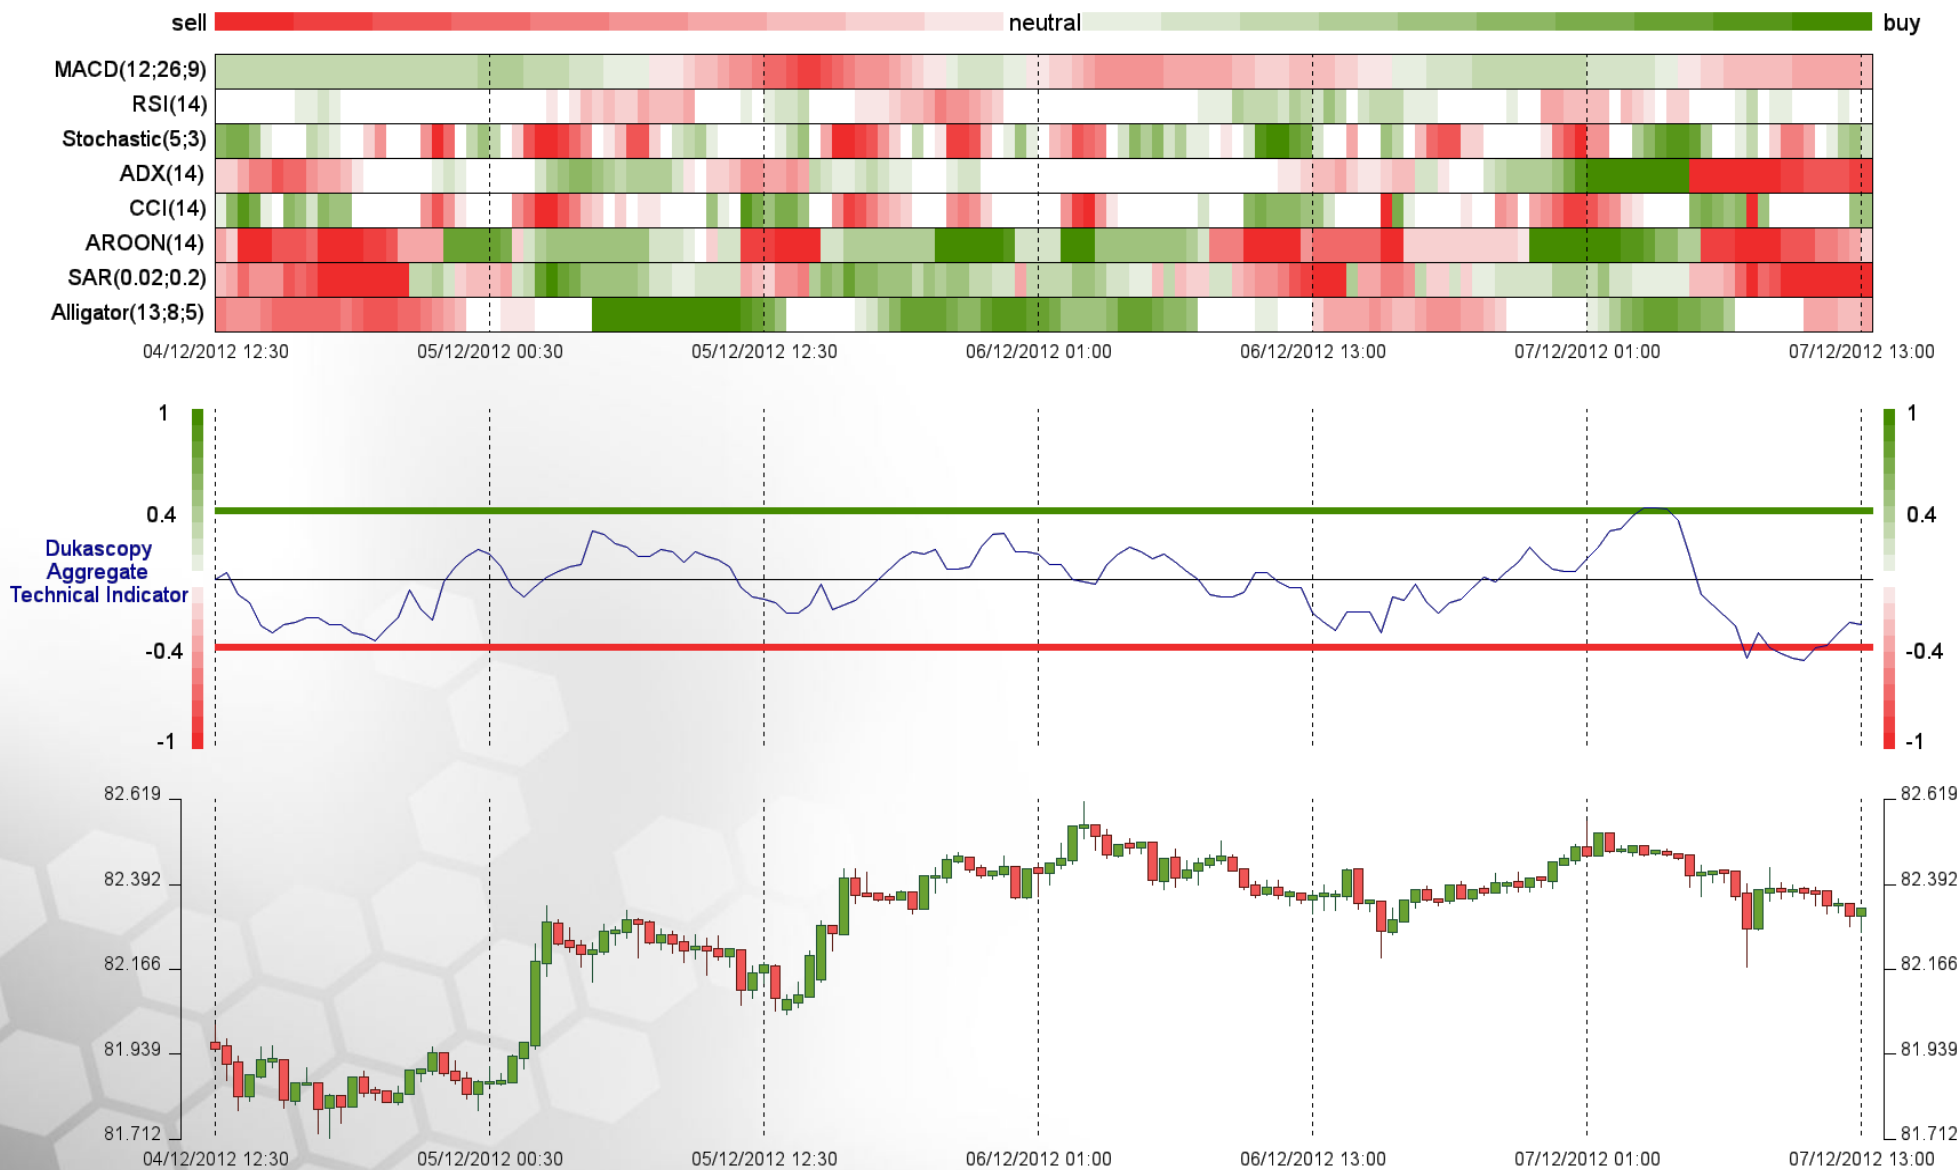 sell neutral buy
MACD(12;26;9)
RSI(14)
Stochastic(5;3)
ADX(14)
CCI(14)
AROON(14)
SAR(0.02;0.2)
Alligator(13;8;5)
04/12/2012 12:30 05/12/2012 00:30 05/12/2012 12:30 06/12/2012 01:00 06/12/2012 13:00 07/12/2012 01:00 07/12/2012 13:00
1 1
0.4 0.4
Dukascopy
Aggregate
Technical Indicator
-0.4 -0.4
-1 -1
82.619 82.619
82.392 82.392
82.166 82.166
81.939 81.939
81.712 81.712
04/12/2012 12:30 05/12/2012 00:30 05/12/2012 12:30 06/12/2012 01:00 06/12/2012 13:00 07/12/2012 01:00 07/12/2012 13:00